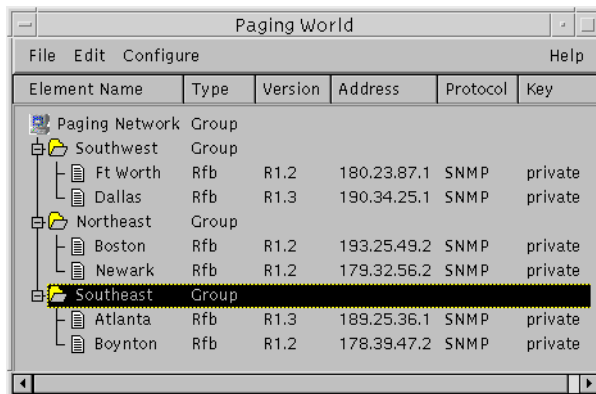 Paging World
File Edit Configure Help
Element Name Type Version Address Protocol Key
Paging Network Group
Southwest Group
Ft Worth Rfb R1.2 180.23.87.1 SNMP private
Dallas Rfb R1.3 190.34.25.1 SNMP private
Northeast Group
Boston Rfb R1.2 193.25.49.2 SNMP private
Newark Rfb R1.2 179.32.56.2 SNMP private
Southeast Group
Atlanta Rfb R1.3 189.25.36.1 SNMP private
Boynton Rfb R1.2 178.39.47.2 SNMP private